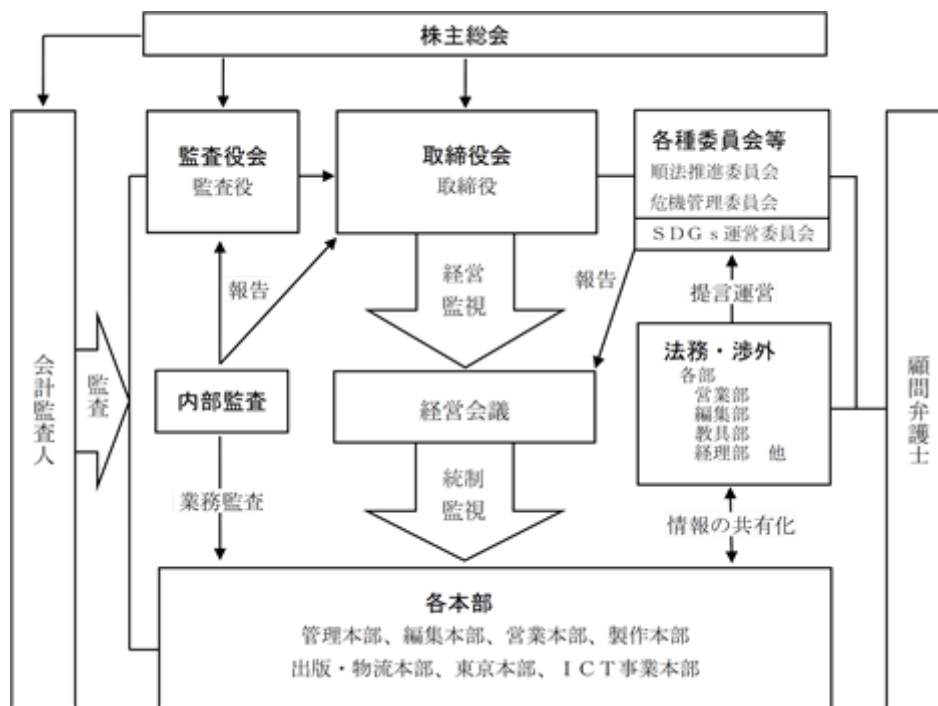 株主総会
監査役会
監査役
取締役会
取締役
各種委員会等
順法推進委員会
危機管理委員会
ＳＤＧｓ運営委員会
報告
経営
監視
報告
提言運営
会計監査人
監査
内部監査
経営会議
法務・渉外
各部
営業部
編集部
教具部
経理部　他
顧問弁護士
業務監査
統制
監視
情報の共有化
各本部
管理本部、編集本部、営業本部、製作本部
出版・物流本部、東京本部、ＩＣＴ事業本部